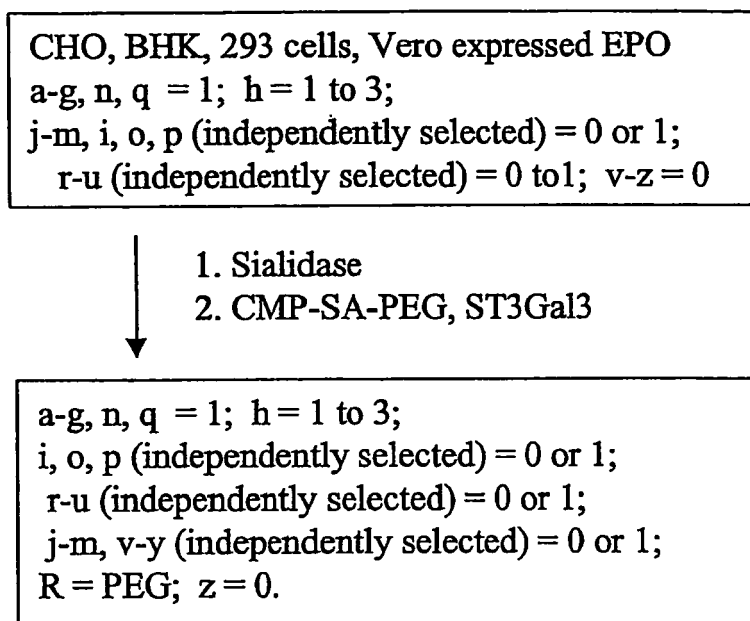 CHO, BHK, 293 cells, Vero expressed EPO
a-g, n, q = 1; h = 1 to 3;
j-m, i, o, p (independently selected) = 0 or 1;
r-u (independently selected) = 0 to1; v-z = 0
1. Sialidase
2. CMP-SA-PEG, ST3Gal3
a-g, n, q = 1; h = 1 to 3;
i, o, p (independently selected) = 0 or 1;
r-u (independently selected) = 0 or 1;
j-m, v-y (independently selected) = 0 or 1;
R = PEG; z = 0.